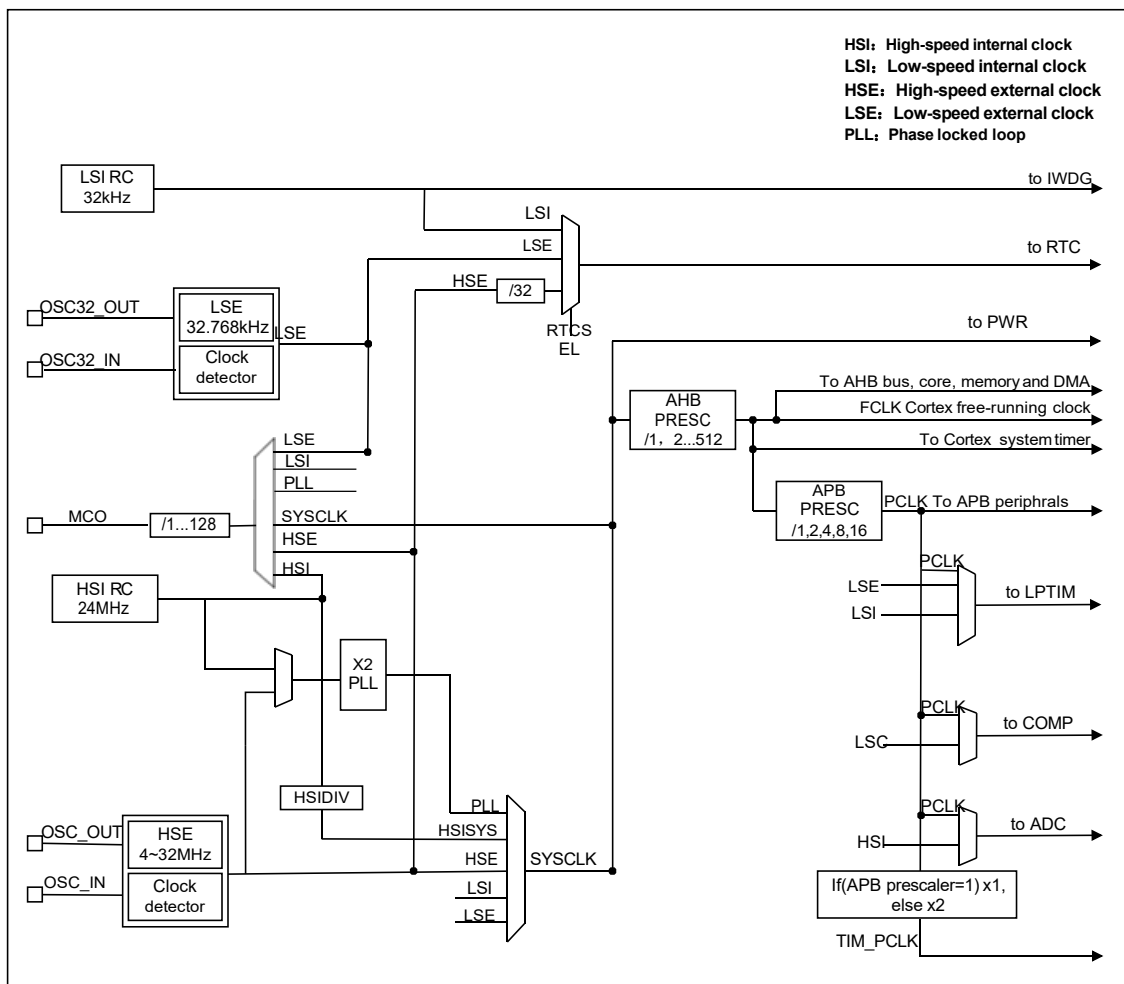 HSI：High-speed internal clock
LSI：Low-speed internal clock
HSE：High-speed external clock
LSE：Low-speed external clock
PLL：Phase locked loop
LSI RC
32kHz
to IWDG
LSI
LSE
to RTC
HSE
/32
RTCS
EL
OSC32_OUT
LSE
32.768kHz
LSE
OSC32_IN
Clock
detector
to PWR
AHB
PRESC
/1，2...512
To AHB bus, core, memory and DMA
FCLK Cortex free-running clock
To Cortex system timer
LSE
LSI
PLL
MCO
/1...128
SYSCLK
HSE
HSI
APB
PRESC
/1,2,4,8,16
PCLK To APB periphrals
HSI RC
24MHz
PCLK
LSE
LSI
to LPTIM
X2
PLL
PCLK
LSC
to COMP
HSIDIV
PLL
HSISYS
HSE
LSI
LSE
SYSCLK
OSC_OUT
HSE
4~32MHz
OSC_IN
Clock
detector
PCLK
HSI
to ADC
If(APB prescaler=1) x1,
else x2
TIM_PCLK